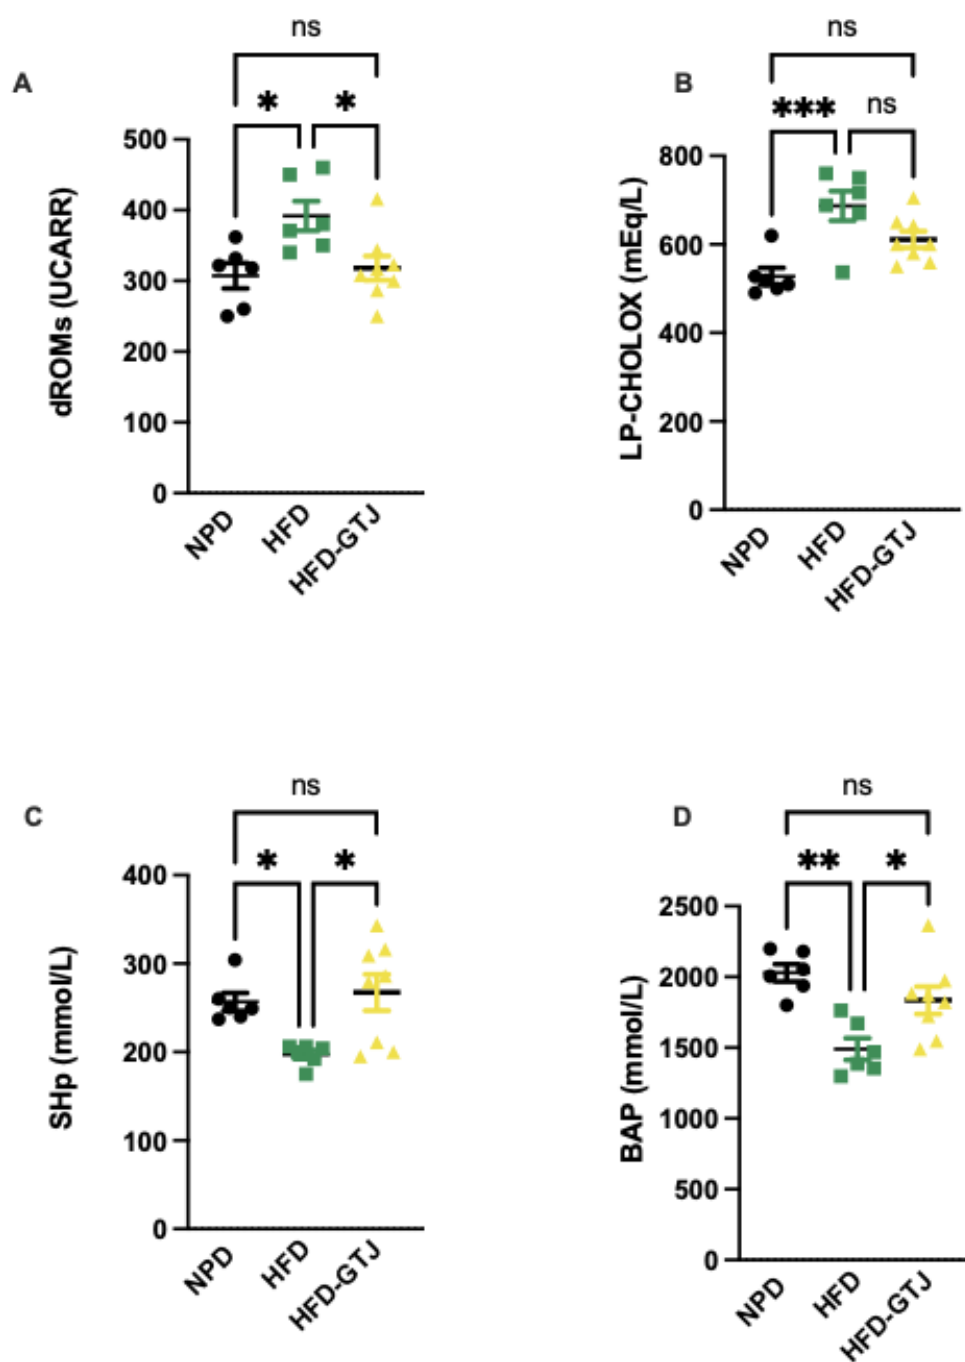 A
ns
* *
dROMs (UCARR)
500
400
300
200
100
0
NPD
HFD
HFD-GTJ
B
ns
*** ns
LP-CHOLOX (mEq/L)
800
600
400
200
0
NPD
HFD
HFD-GTJ
C
ns
* *
SHp (mmol/L)
400
300
200
100
0
NPD
HFD
HFD-GTJ
D
ns
** *
BAP (mmol/L)
2500
2000
1500
1000
500
0
NPD
HFD
HFD-GTJ